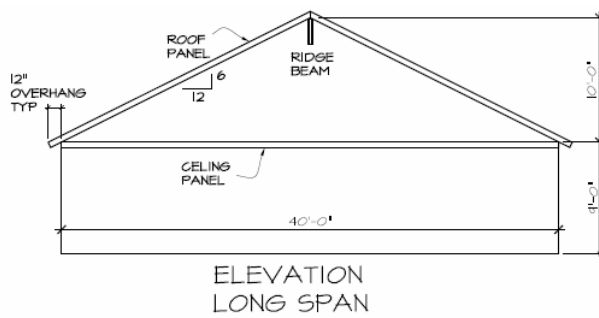 ROOF
PANEL
RIDGE
BEAM
6
12
12"
OVERHANG
TYP
10'-0"
CELING
PANEL
9'-0"
40'-0"
ELEVATION
LONG SPAN